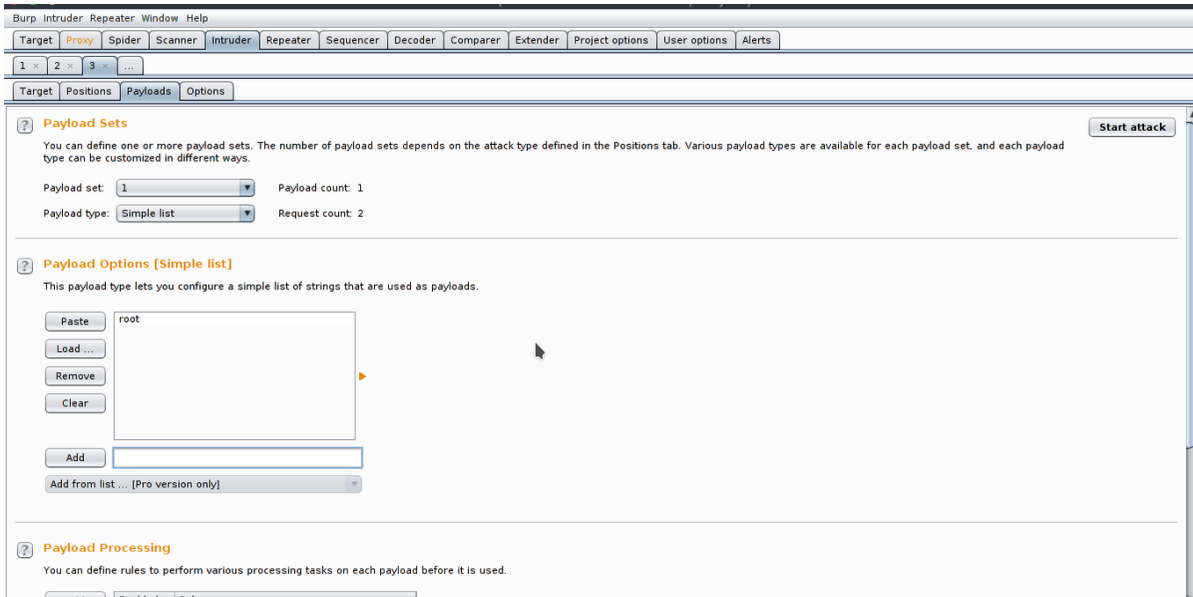 Burp Intruder Repeater Window Help
Target Proxy Spider Scanner Intruder Repeater Sequencer Decoder Comparer Extender Project options User options Alerts
1 × 2 × 3 × ...
Target Positions Payloads Options
? Payload Sets
Start attack
You can define one or more payload sets. The number of payload sets depends on the attack type defined in the Positions tab. Various payload types are available for each payload set, and each payload
type can be customized in different ways.
Payload set: 1 Payload count: 1
Payload type: Simple list Request count: 2
? Payload Options [Simple list]
This payload type lets you configure a simple list of strings that are used as payloads.
Paste root
Load ...
Remove
Clear
Add
Add from list ... [Pro version only]
? Payload Processing
You can define rules to perform various processing tasks on each payload before it is used.